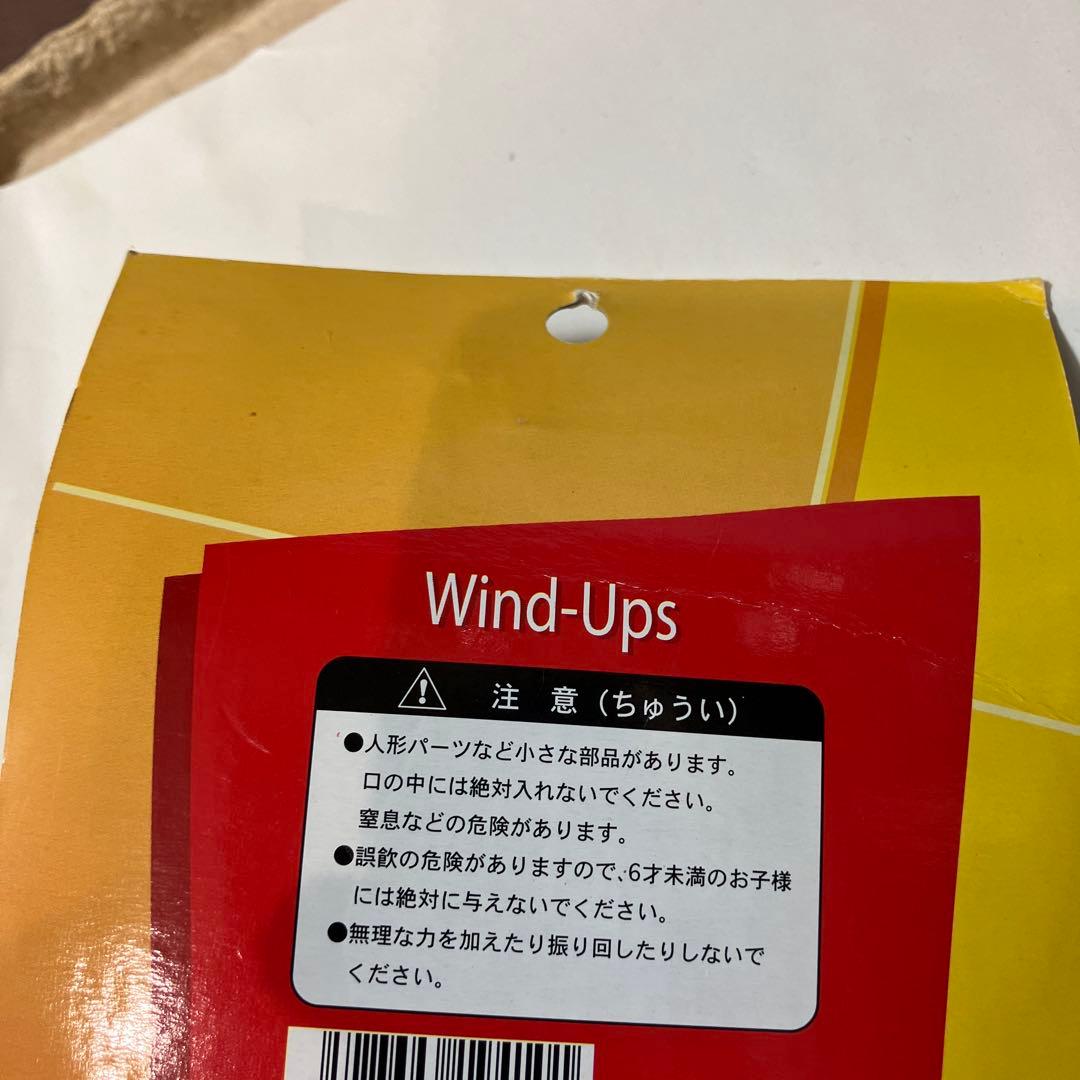 Wind-Ups
注 意（ちゅうい）
●人形パーツなど小さな部品があります。
口の中には絶対入れないでください。
窒息などの危険があります。
●誤飲の危険がありますので、6才未満のお子様
には絶対に与えないでください。
●無理な力を加えたり振り回したりしないで
ください。